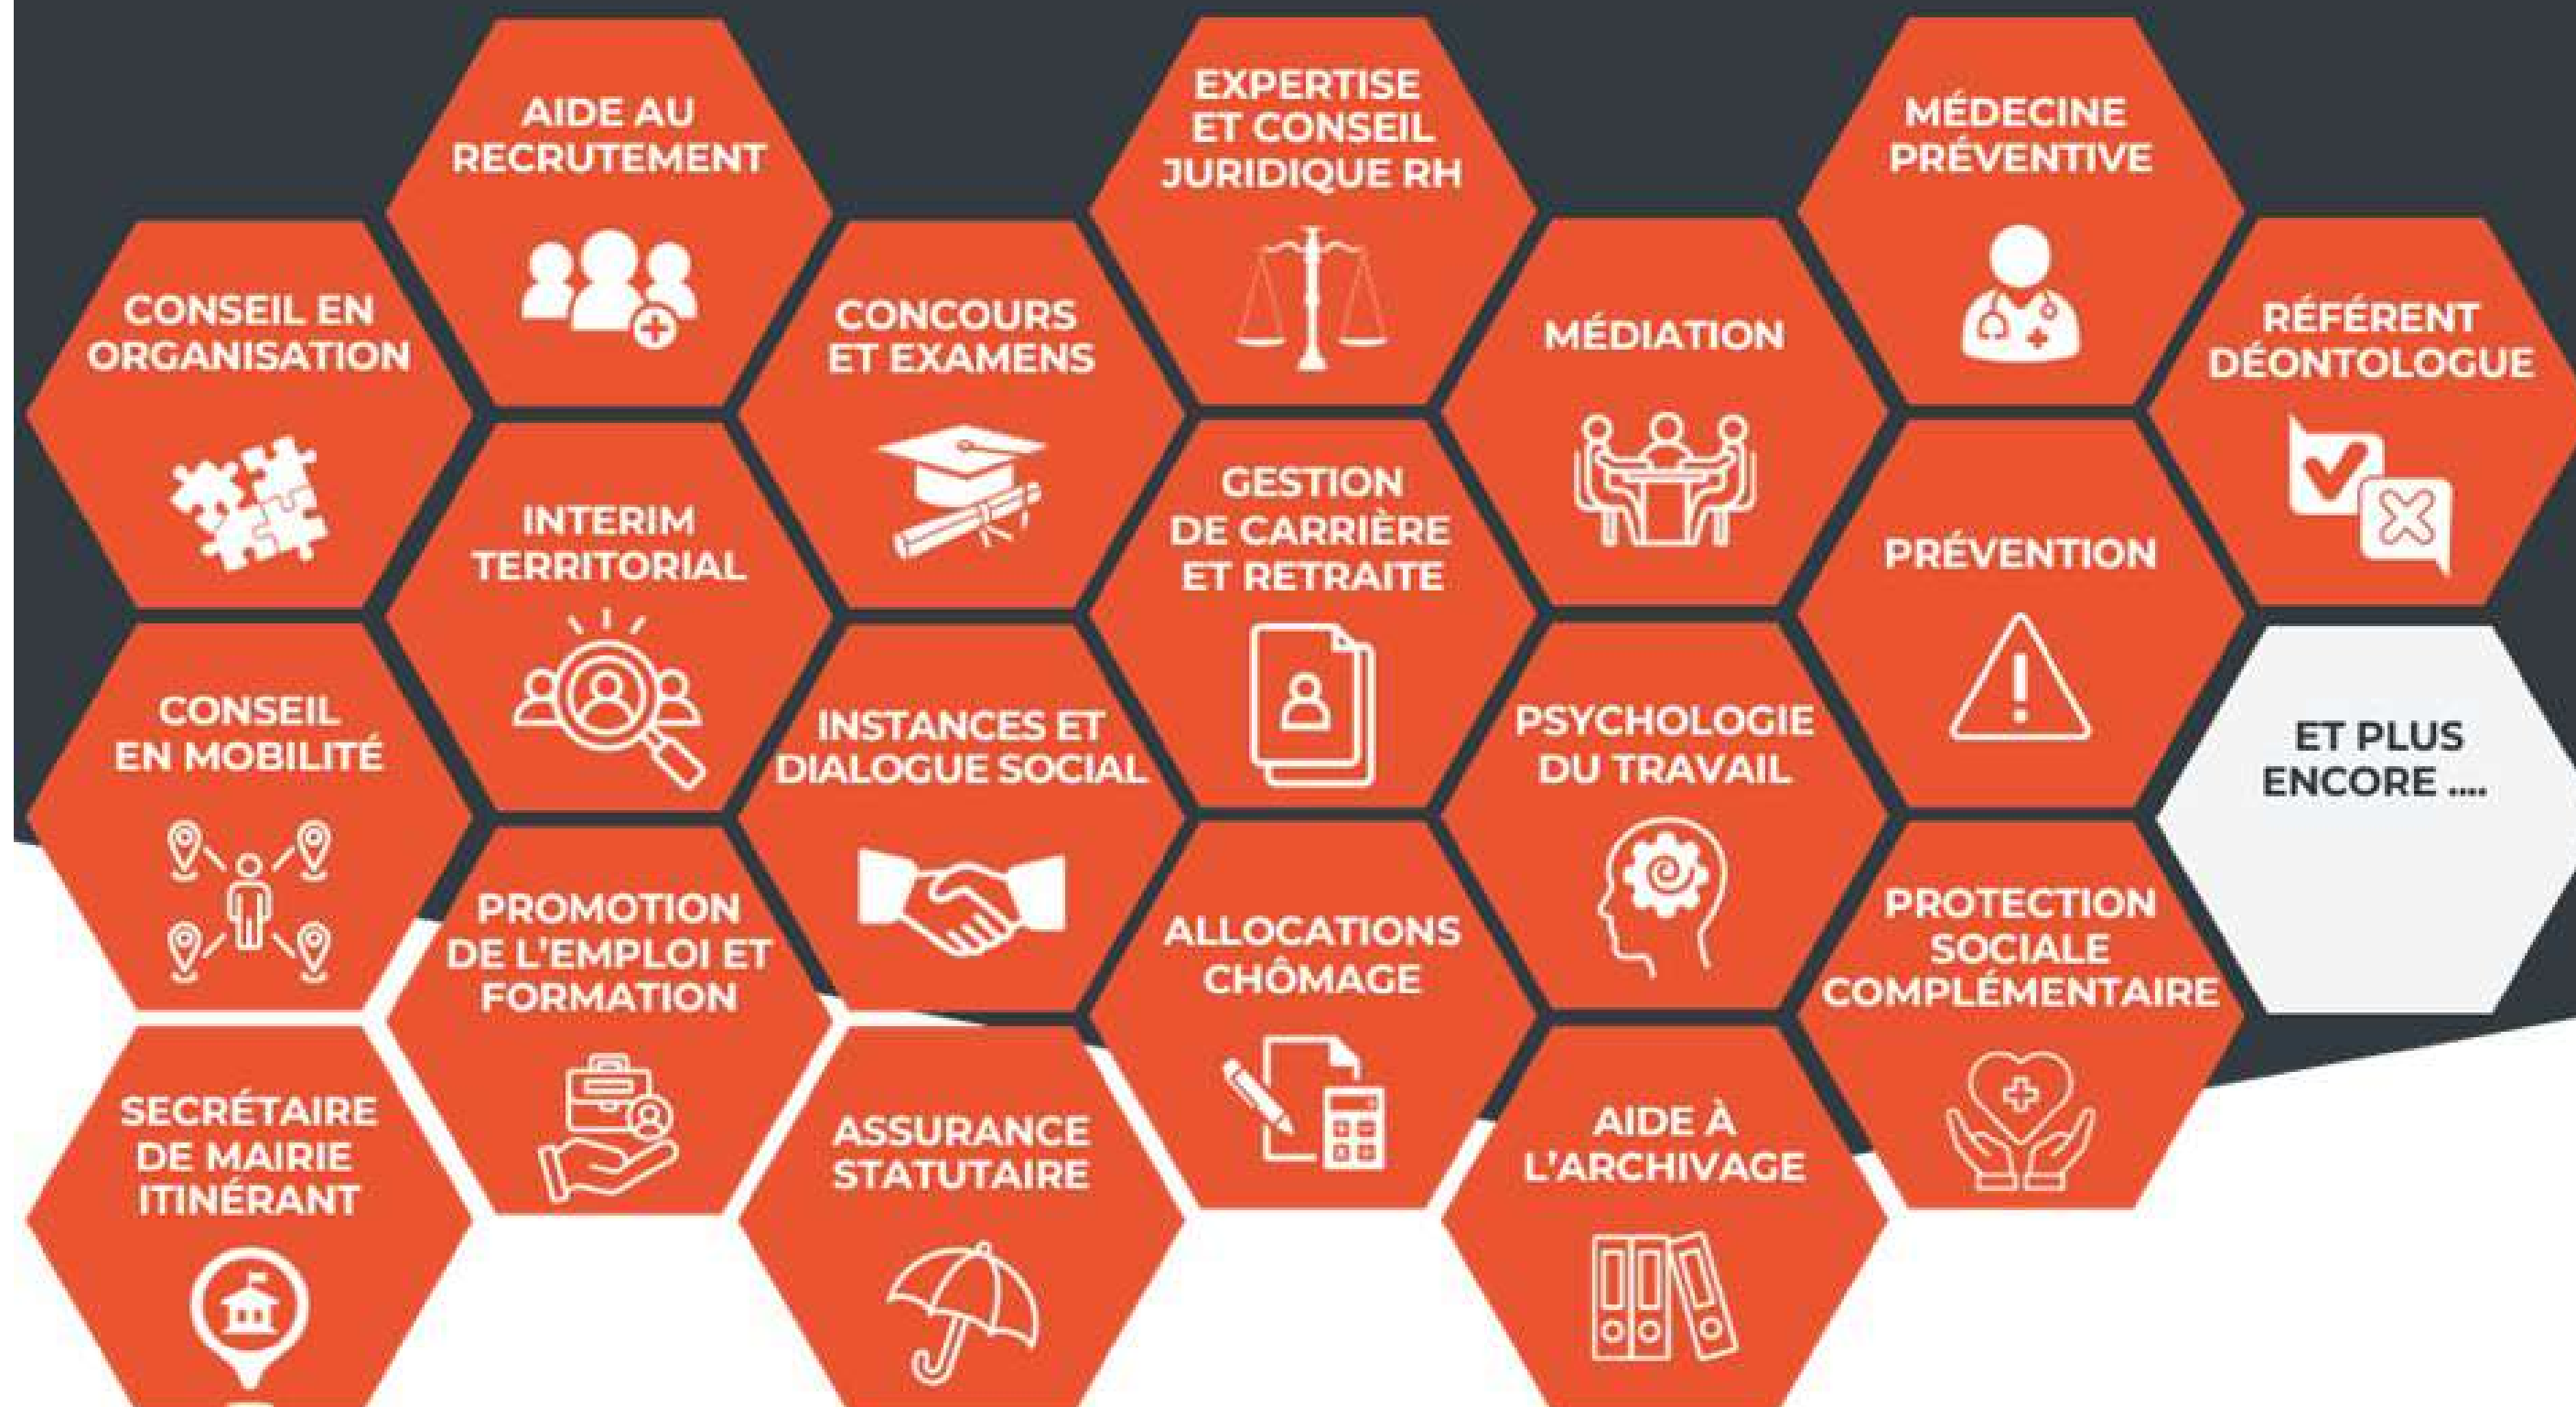 AIDE AU
RECRUTEMENT
EXPERTISE
ET CONSEIL
JURIDIQUE RH
MÉDECINE
PRÉVENTIVE
CONSEIL EN
ORGANISATION
CONCOURS
ET EXAMENS
MÉDIATION
RÉFÉRENT
DÉONTOLOGUE
INTERIM
TERRITORIAL
GESTION
DE CARRIÈRE
ET RETRAITE
PRÉVENTION
CONSEIL
EN MOBILITÉ
INSTANCES ET
DIALOGUE SOCIAL
PSYCHOLOGIE
DU TRAVAIL
ET PLUS
ENCORE ....
PROMOTION
DE L'EMPLOI ET
FORMATION
ALLOCATIONS
CHÔMAGE
PROTECTION
SOCIALE
COMPLÉMENTAIRE
SECRÉTAIRE
DE MAIRIE
ITINÉRANT
ASSURANCE
STATUTAIRE
AIDE À
L'ARCHIVAGE